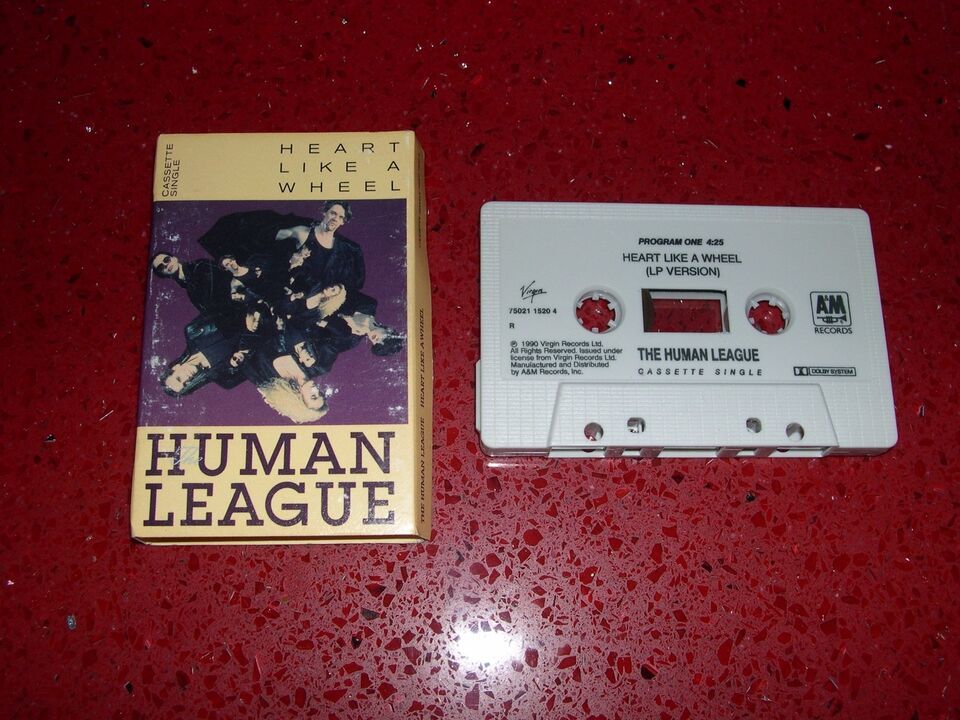 CASSETTE
SINGLE
HEART
LIKE A
WHEEL
The
HUMAN
LEAGUE
THE HUMAN LEAGUE HEART LIKE A WHEEL
PROGRAM ONE 4:25
HEART LIKE A WHEEL
(LP VERSION)
Virgin
75021 1520 4
R
A&M
RECORDS
℗ 1990 Virgin Records Ltd.
All Rights Reserved. Issued under
license from Virgin Records Ltd.
Manufactured and Distributed
by A&M Records, Inc.
THE HUMAN LEAGUE
CASSETTE SINGLE
DOLBY SYSTEM